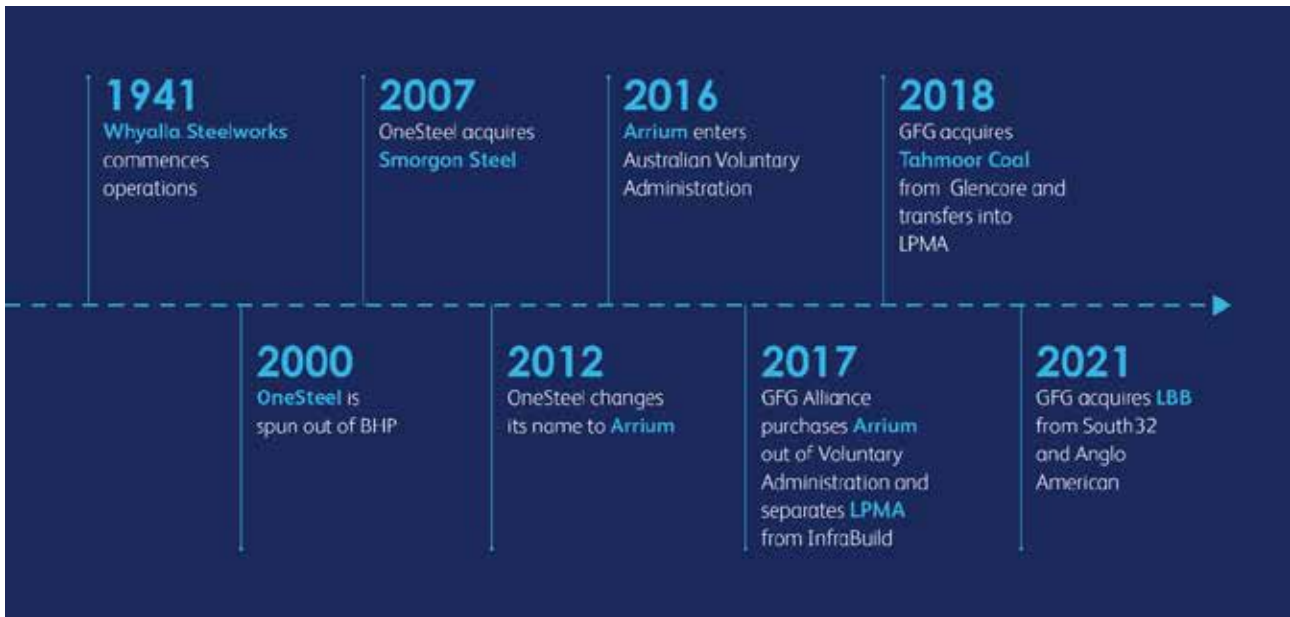 1941
Whyalla Steelworks
commences
operations
2007
OneSteel acquires
Smorgon Steel
2016
Arrium enters
Australian Voluntary
Administration
2018
GFG acquires
Tahmoor Coal
from Glencore and
transfers into
LPMA
2000
OneSteel is
spun out of BHP
2012
OneSteel changes
its name to Arrium
2017
GFG Alliance
purchases Arrium
out of Voluntary
Administration and
separates LPMA
from InfraBuild
2021
GFG acquires LBB
from South32
and Anglo
American